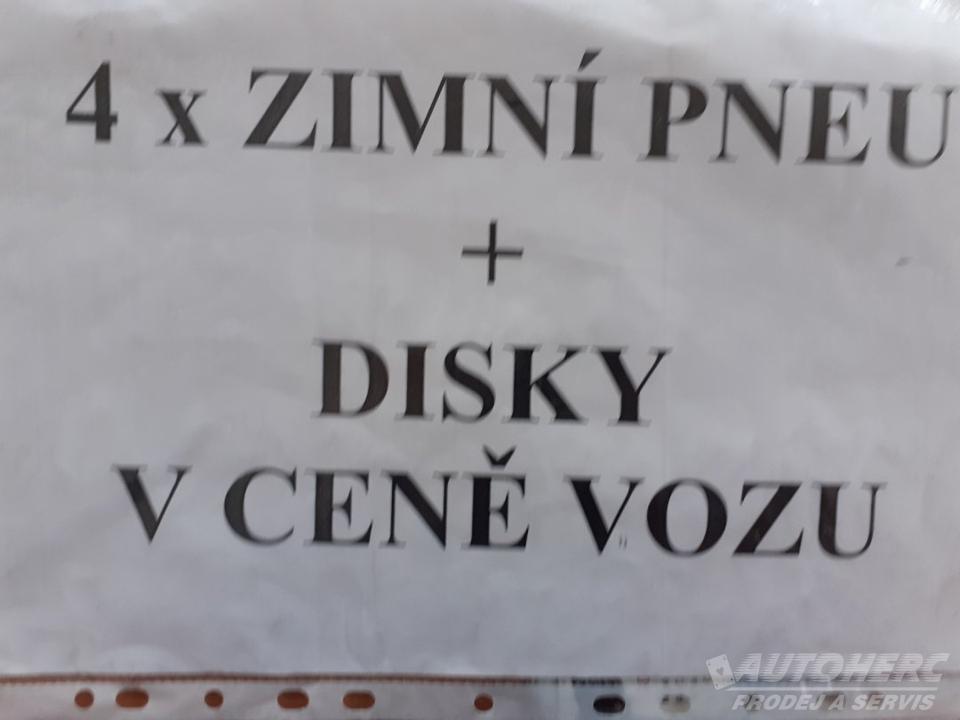 4 x ZIMNÍ PNEU
+
DISKY
V CENĚ VOZU
AUTOHERC
PRODEJ A SERVIS